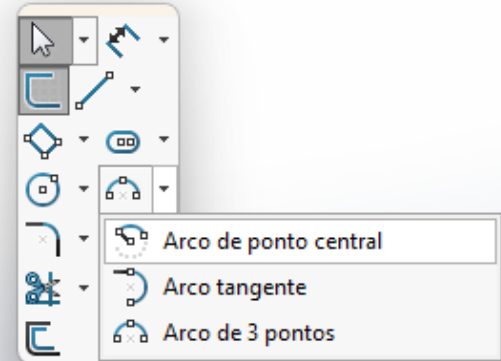 Arco de ponto central
Arco tangente
Arco de 3 pontos